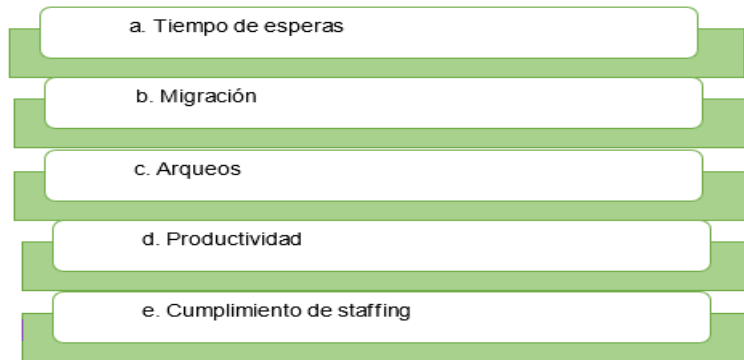 a. Tiempo de esperas
b. Migración
c. Arqueos
d. Productividad
e. Cumplimiento de staffing